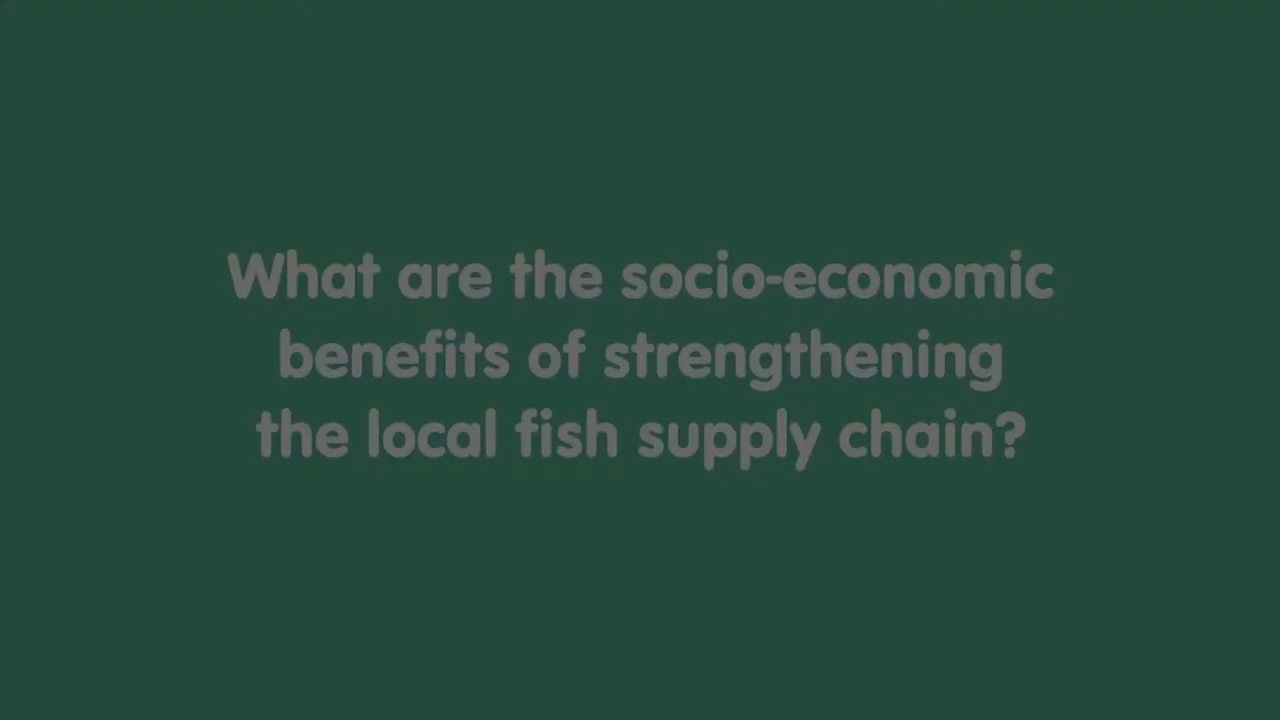 What are the socio-economic
benefits of strengthening
the local fish supply chain?